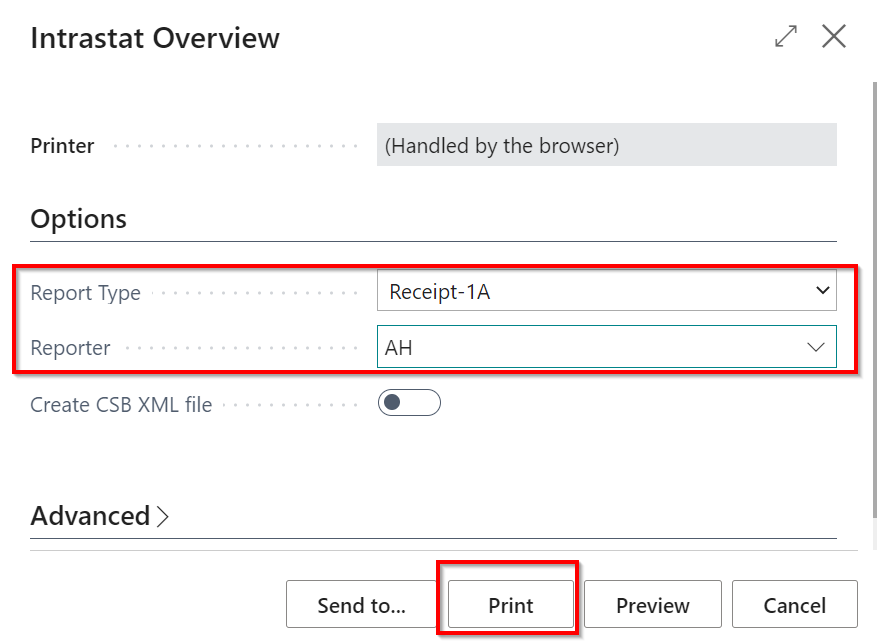 Intrastat Overview
Printer (Handled by the browser)
Options
Report Type Receipt-1A
Reporter AH
Create CSB XML file
Advanced
Send to... Print Preview Cancel